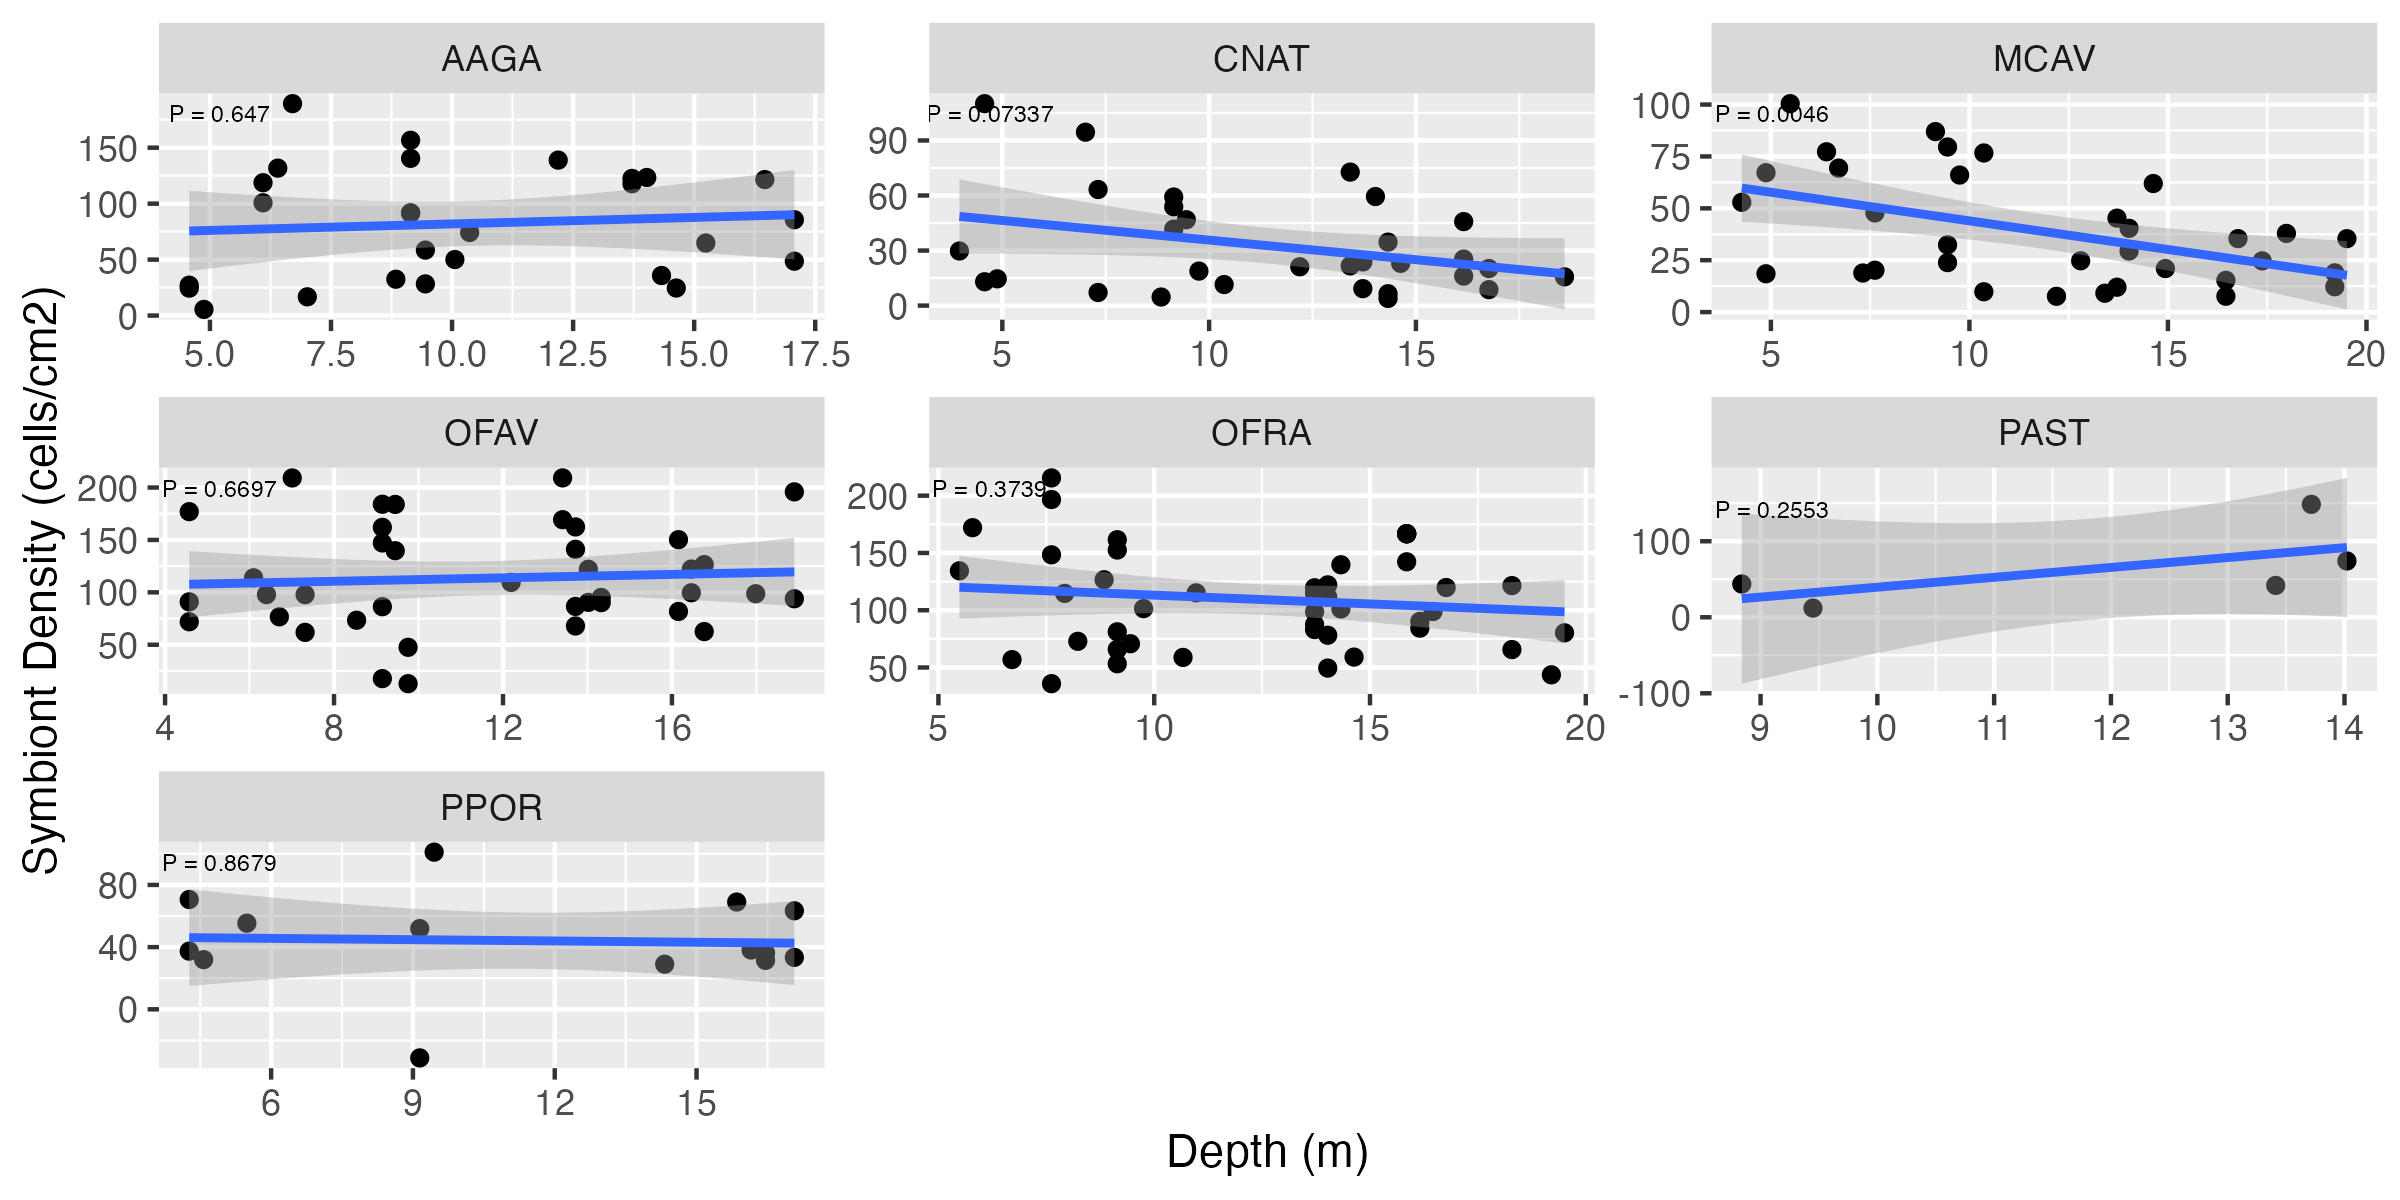 AAGA
CNAT
MCAV
P = 0.647
P = 0.07337
P = 0.0046
150
100
50
0
90
60
30
0
100
75
50
25
0
5.0 7.5 10.0 12.5 15.0 17.5
5 10 15
5 10 15 20
OFAV
OFRA
PAST
P = 0.6697
P = 0.3739
P = 0.2553
200
150
100
50
200
150
100
50
100
0
-100
4 8 12 16
5 10 15 20
9 10 11 12 13 14
PPOR
P = 0.8679
80
40
0
6 9 12 15
Symbiont Density (cells/cm2)
Depth (m)